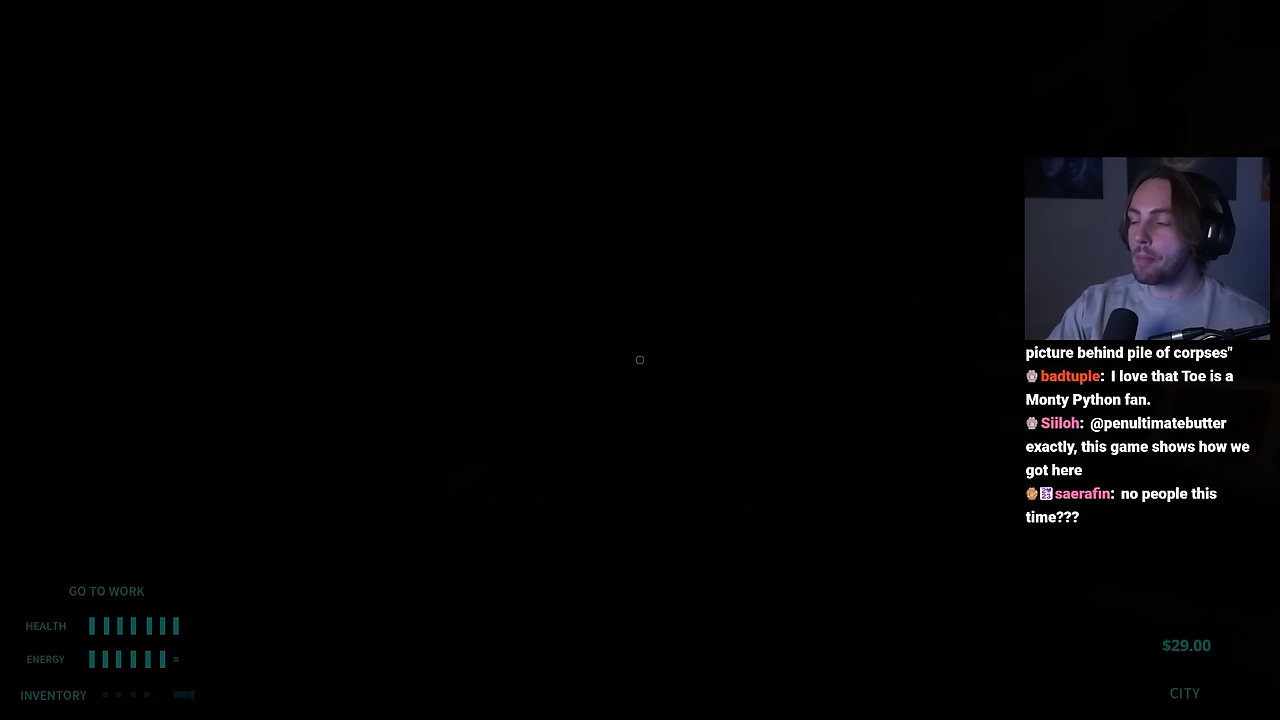 picture behind pile of corpses"
badtuple: I love that Toe is a
Monty Python fan.
Siiloh: @penultimatebutter
exactly, this game shows how we
got here
saerafin: no people this
time???
GO TO WORK
HEALTH
ENERGY
INVENTORY
$29.00
CITY